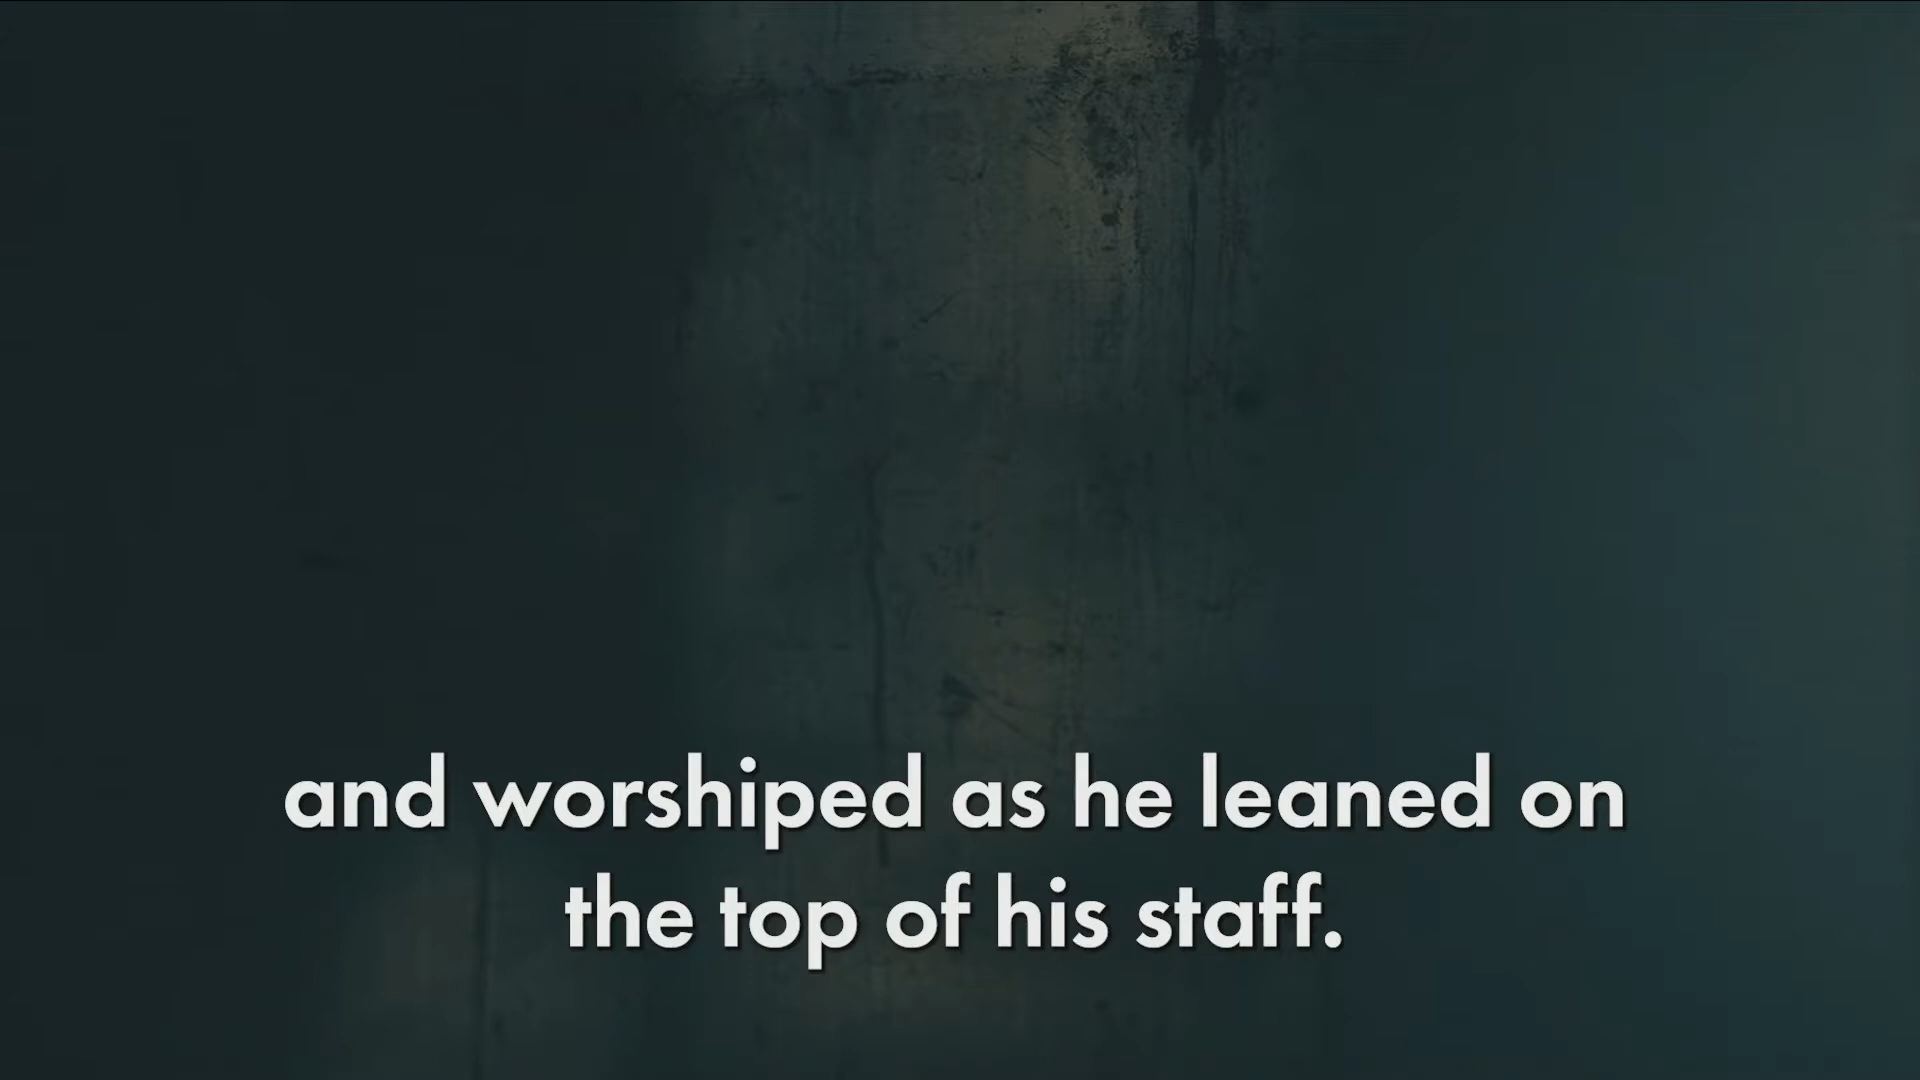 and worshiped as he leaned on
the top of his staff.